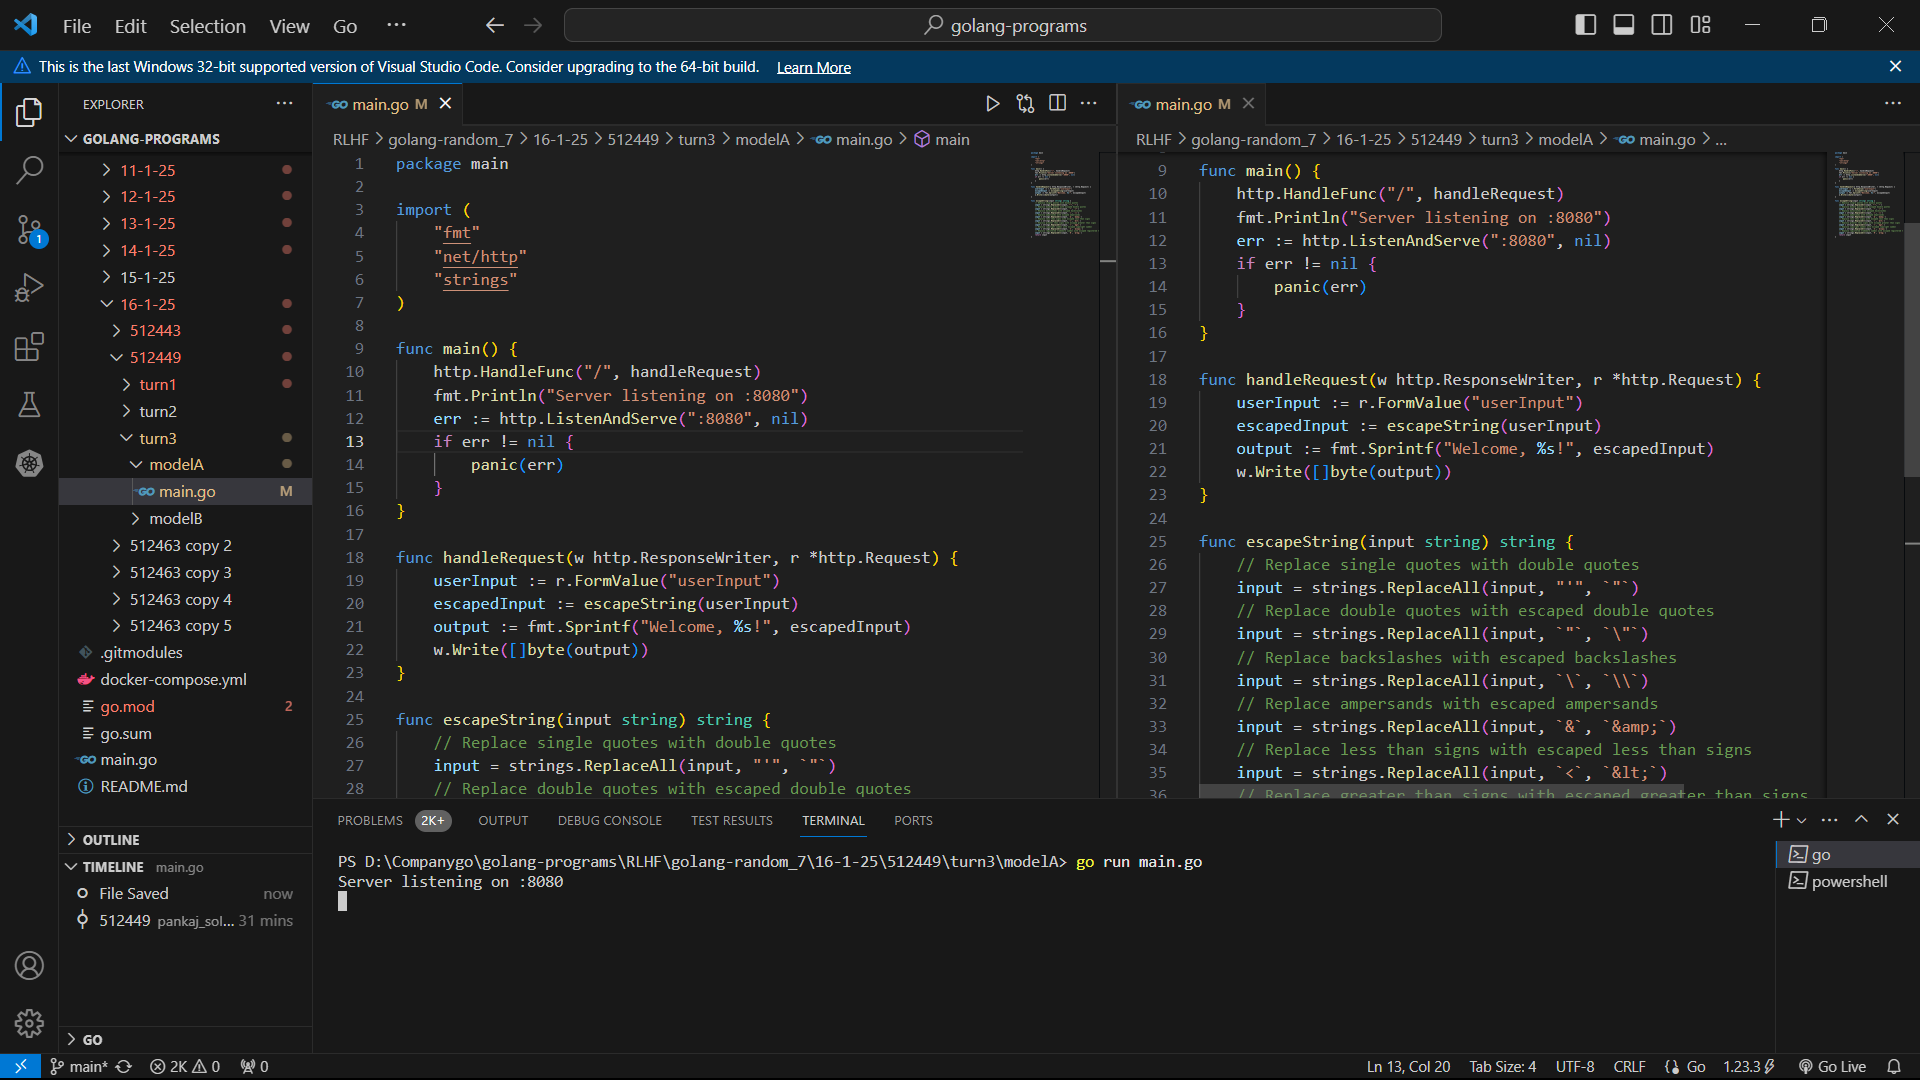 File Edit Selection View Go ··· golang-programs
This is the last Windows 32-bit supported version of Visual Studio Code. Consider upgrading to the 64-bit build. Learn More
EXPLORER
GOLANG-PROGRAMS
11-1-25
12-1-25
13-1-25
14-1-25
15-1-25
16-1-25
512443
512449
turn1
turn2
turn3
modelA
main.go M
modelB
512463 copy 2
512463 copy 3
512463 copy 4
512463 copy 5
.gitmodules
docker-compose.yml
go.mod 2
go.sum
main.go
README.md
OUTLINE
TIMELINE main.go
File Saved now
512449 pankaj_sol... 31 mins
GO
1
main.go M
RLHF > golang-random_7 > 16-1-25 > 512449 > turn3 > modelA > main.go > main
1 package main
2
3 import (
4 "fmt"
5 "net/http"
6 "strings"
7 )
8
9 func main() {
10 http.HandleFunc("/", handleRequest)
11 fmt.Println("Server listening on :8080")
12 err := http.ListenAndServe(":8080", nil)
13 if err != nil {
14 panic(err)
15 }
16 }
17
18 func handleRequest(w http.ResponseWriter, r *http.Request) {
19 userInput := r.FormValue("userInput")
20 escapedInput := escapeString(userInput)
21 output := fmt.Sprintf("Welcome, %s!", escapedInput)
22 w.Write([]byte(output))
23 }
24
25 func escapeString(input string) string {
26 // Replace single quotes with double quotes
27 input = strings.ReplaceAll(input, "'", `"`)
28 // Replace double quotes with escaped double quotes
main.go M
RLHF > golang-random_7 > 16-1-25 > 512449 > turn3 > modelA > main.go > ...
9 func main() {
10 http.HandleFunc("/", handleRequest)
11 fmt.Println("Server listening on :8080")
12 err := http.ListenAndServe(":8080", nil)
13 if err != nil {
14 panic(err)
15 }
16 }
17
18 func handleRequest(w http.ResponseWriter, r *http.Request) {
19 userInput := r.FormValue("userInput")
20 escapedInput := escapeString(userInput)
21 output := fmt.Sprintf("Welcome, %s!", escapedInput)
22 w.Write([]byte(output))
23 }
24
25 func escapeString(input string) string {
26 // Replace single quotes with double quotes
27 input = strings.ReplaceAll(input, "'", `"`)
28 // Replace double quotes with escaped double quotes
29 input = strings.ReplaceAll(input, `"`, `\"`)
30 // Replace backslashes with escaped backslashes
31 input = strings.ReplaceAll(input, `\`, `\\`)
32 // Replace ampersands with escaped ampersands
33 input = strings.ReplaceAll(input, `&`, `&amp;`)
34 // Replace less than signs with escaped less than signs
35 input = strings.ReplaceAll(input, `<`, `&lt;`)
36 // Replace greater than signs with escaped greater than signs
PROBLEMS 2K+ OUTPUT DEBUG CONSOLE TEST RESULTS TERMINAL PORTS
PS D:\Companygo\golang-programs\RLHF\golang-random_7\16-1-25\512449\turn3\modelA> go run main.go
Server listening on :8080
go
powershell
main* 2K 0 0 Ln 13, Col 20 Tab Size: 4 UTF-8 CRLF Go 1.23.3 Go Live